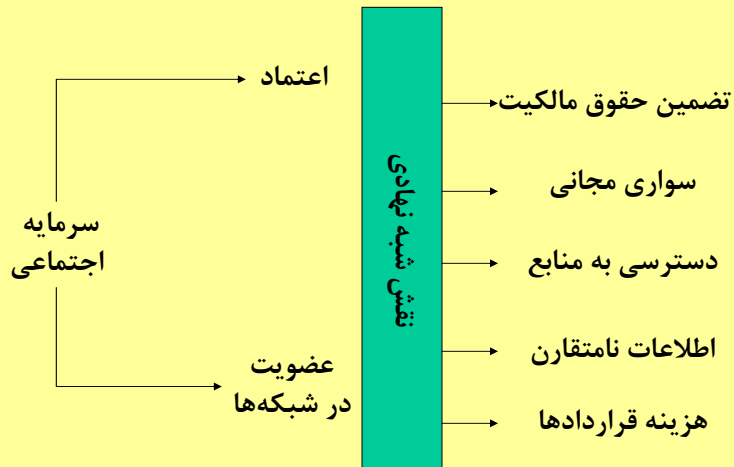 سرمایه
اجتماعی
اعتماد
عضویت
در شبکه‌ها
نقش شبه نهادی
تضمین حقوق مالکیت
سواری مجانی
دسترسی به منابع
اطلاعات نامتقارن
هزینه قراردادها